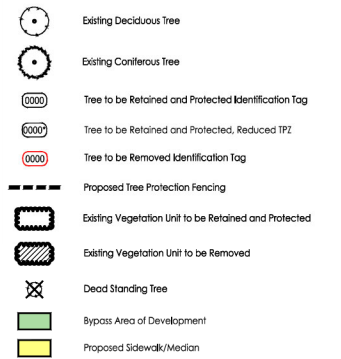 Existing Deciduous Tree
Existing Coniferous Tree
0000 Tree to be Retained and Protected Identification Tag
0000* Tree to be Retained and Protected, Reduced TPZ
0000 Tree to be Removed Identification Tag
Proposed Tree Protection Fencing
Existing Vegetation Unit to be Retained and Protected
Existing Vegetation Unit to be Removed
Dead Standing Tree
Bypass Area of Development
Proposed Sidewalk/Median